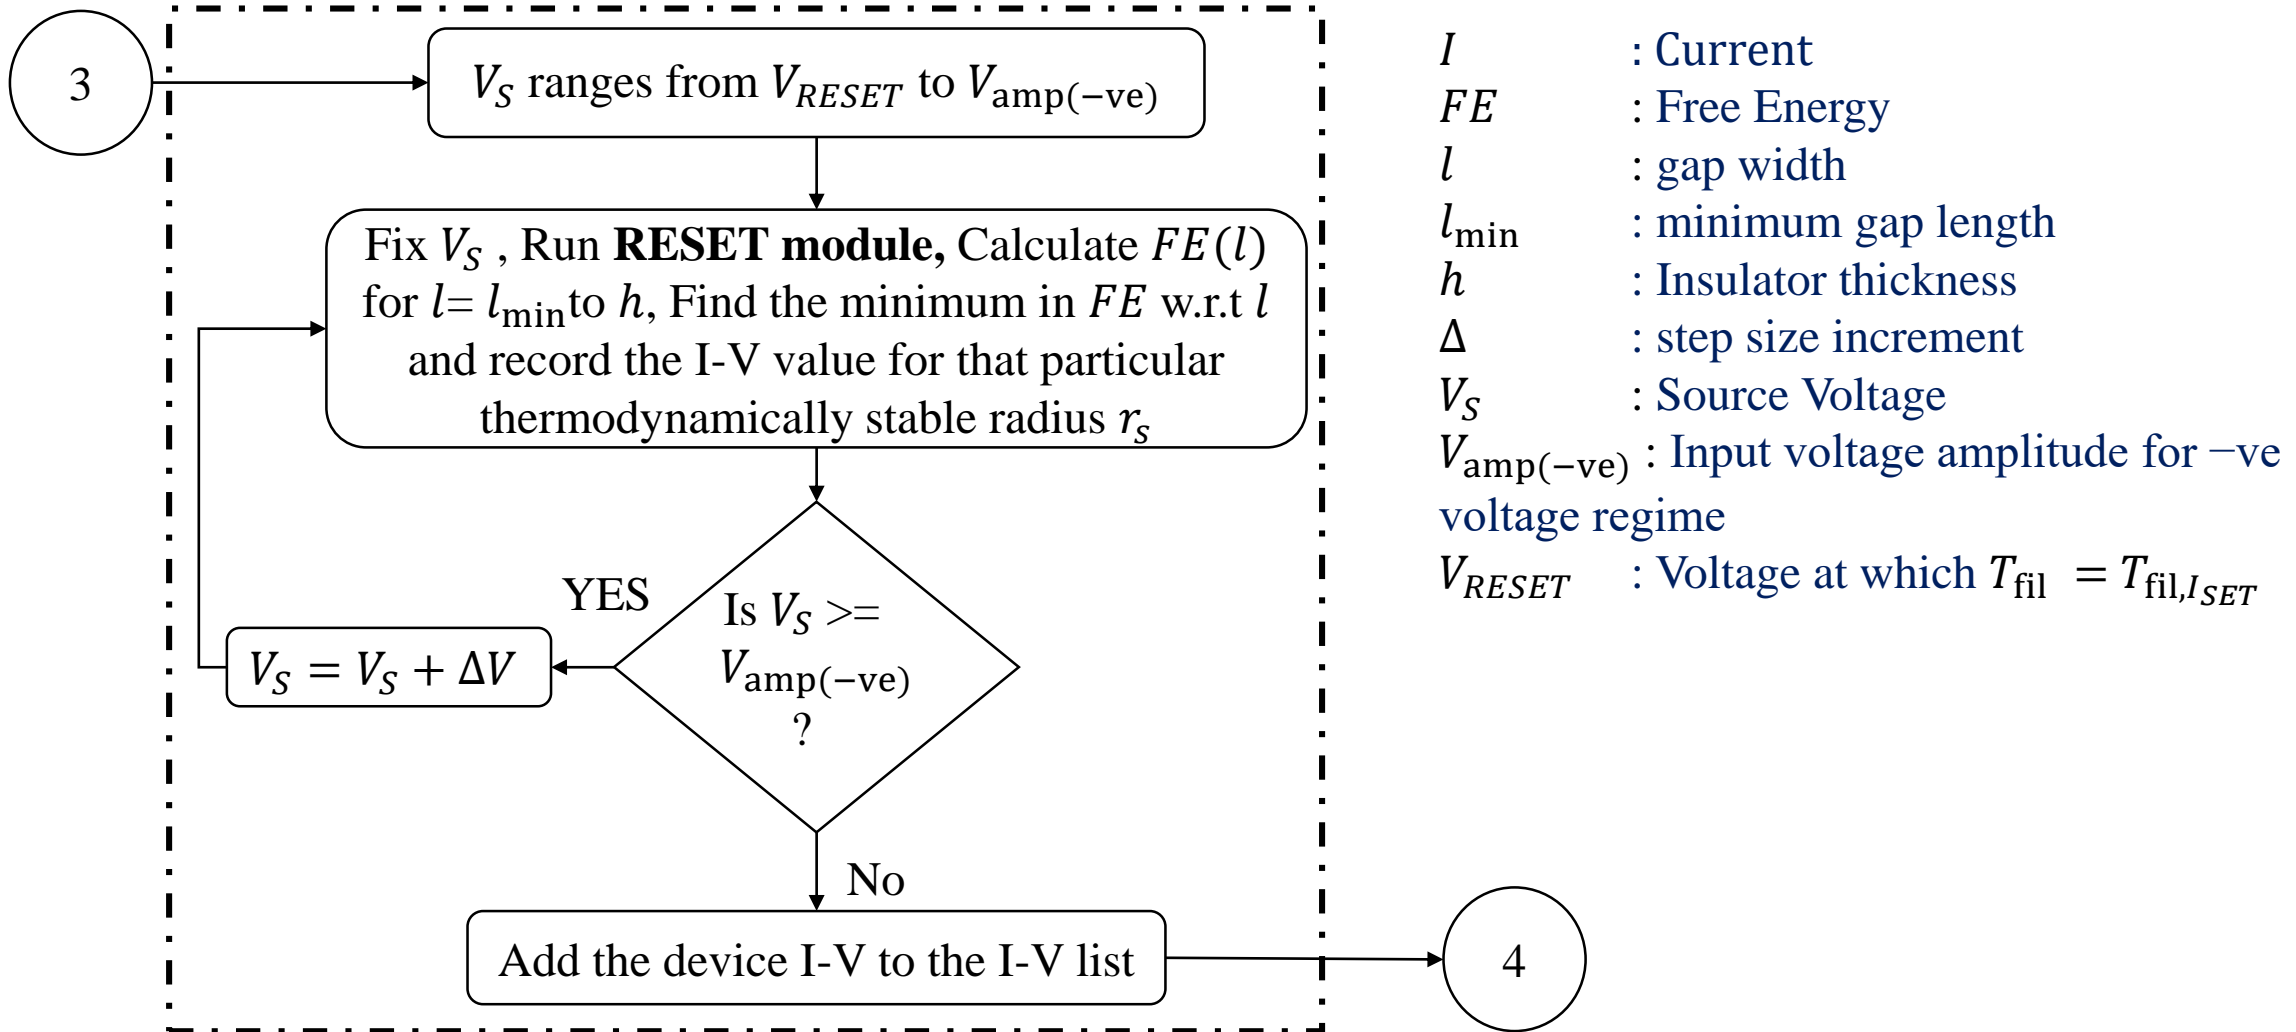 3
V_S ranges from V_RESET to V_amp(−ve)
Fix V_S , Run RESET module, Calculate FE(l)
for l= l_min to h, Find the minimum in FE w.r.t l
and record the I-V value for that particular
thermodynamically stable radius r_s
YES
Is V_S >=
V_amp(−ve)
?
V_S = V_S + ΔV
No
Add the device I-V to the I-V list
4
I : Current
FE : Free Energy
l : gap width
l_min : minimum gap length
h : Insulator thickness
Δ : step size increment
V_S : Source Voltage
V_amp(−ve) : Input voltage amplitude for −ve
voltage regime
V_RESET : Voltage at which T_fil = T_fil,I_SET